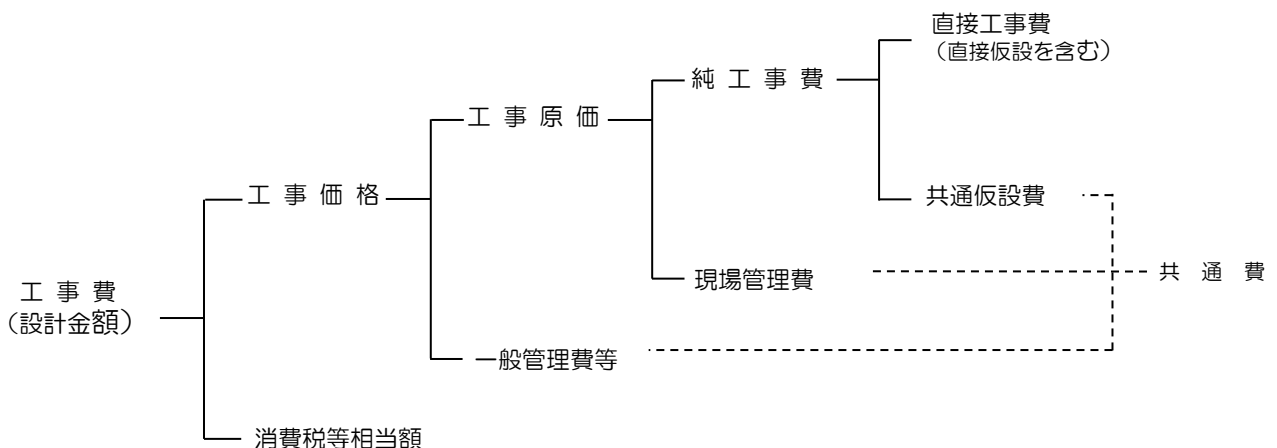 直接工事費
（直接仮設を含む）
純工事費
工事原価
工事価格
共通仮設費
現場管理費
共通費
工事費
（設計金額）
一般管理費等
消費税等相当額